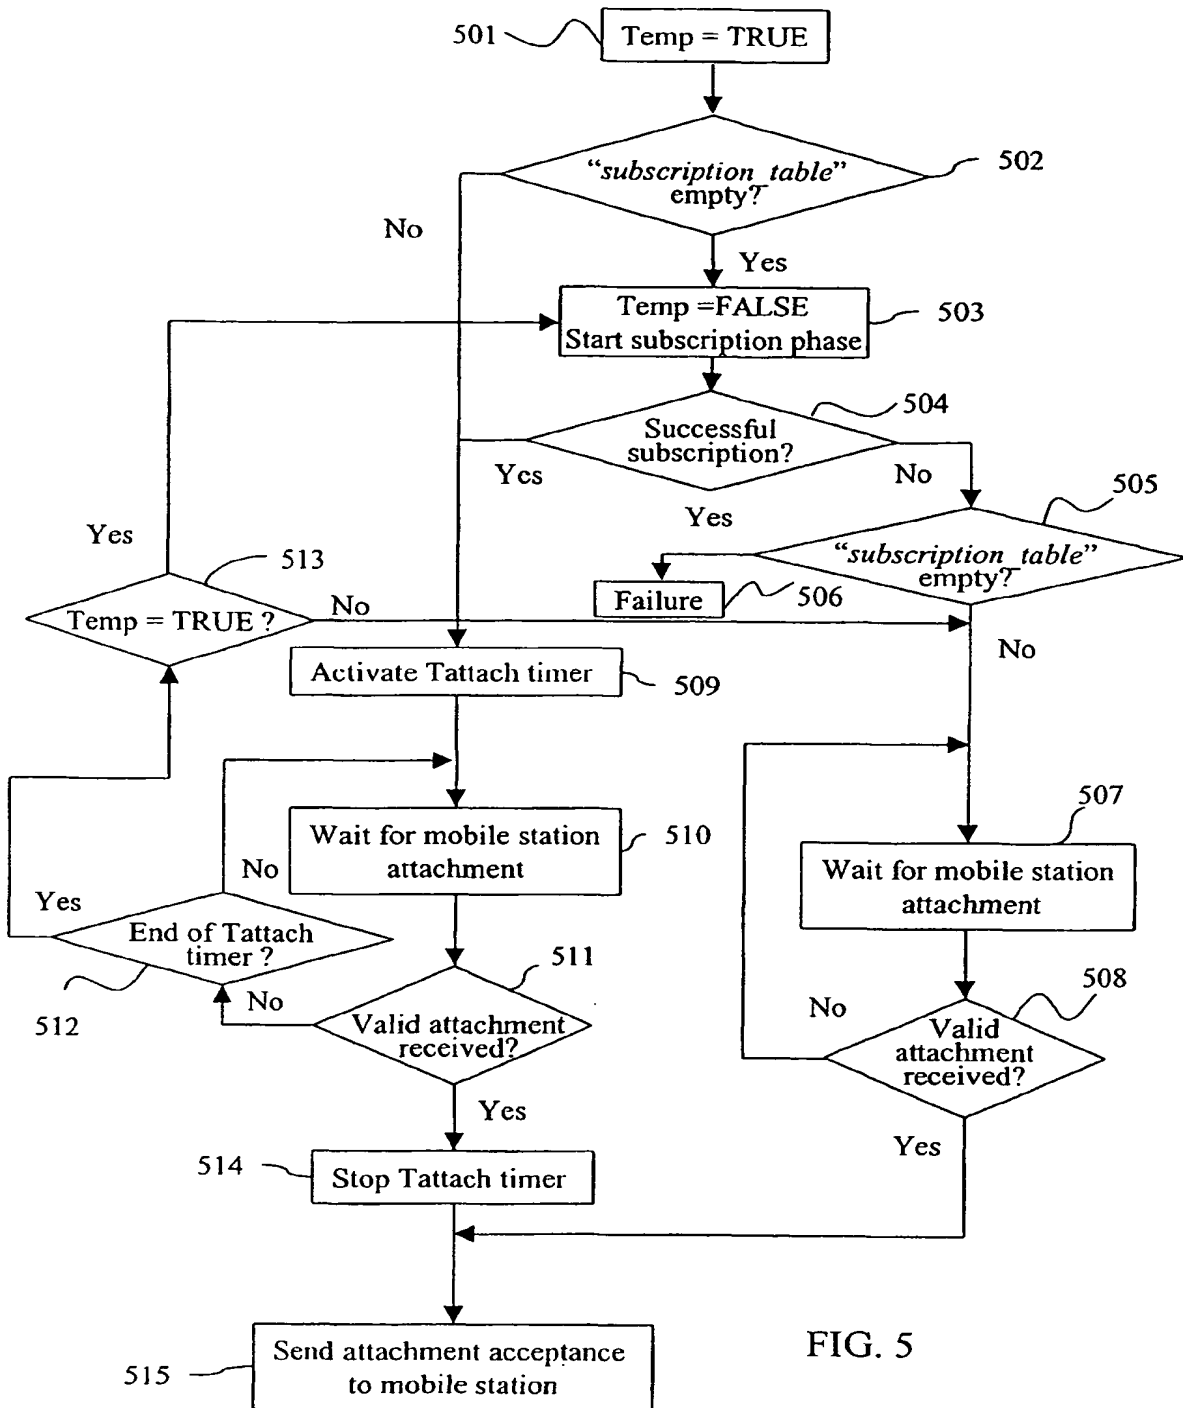 501
Temp = TRUE
"subscription_table"
empty?
502
No
Yes
Temp =FALSE
Start subscription phase
503
504
Successful
subscription?
Yes
No
505
Yes
"subscription_table"
empty?
Failure
506
Yes
513
Temp = TRUE ?
No
No
Activate Tattach timer
509
507
Wait for mobile station
attachment
510
Wait for mobile station
attachment
No
Yes
End of Tattach
timer ?
512
No
511
Valid attachment
received?
508
No
Valid
attachment
received?
Yes
Yes
514
Stop Tattach timer
515
Send attachment acceptance
to mobile station
FIG. 5